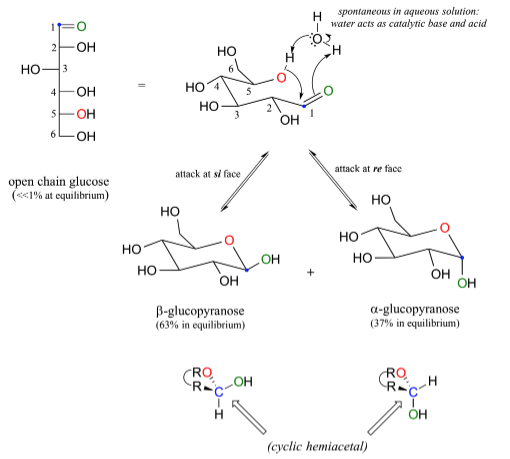 spontaneous in aqueous solution:
water acts as catalytic base and acid
1 O
2 OH
HO 3
4 OH
5 OH
6 OH
=
H
O
H
HO
H
6
O
HO 4
5
O
HO
3
2
1
OH
open chain glucose
(<<1% at equilibrium)
attack at si face
attack at re face
HO
O
HO
HO
OH
OH
+
HO
O
HO
HO
OH
OH
β-glucopyranose
(63% in equilibrium)
α-glucopyranose
(37% in equilibrium)
RO
R C OH
H
RO
R C H
OH
(cyclic hemiacetal)